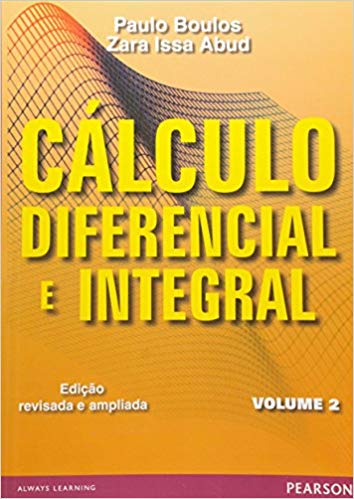 Paulo Boulos
Zara Issa Abud
CÁLCULO
DIFERENCIAL
E INTEGRAL
Edição
revisada e ampliada
VOLUME 2
ALWAYS LEARNING
PEARSON